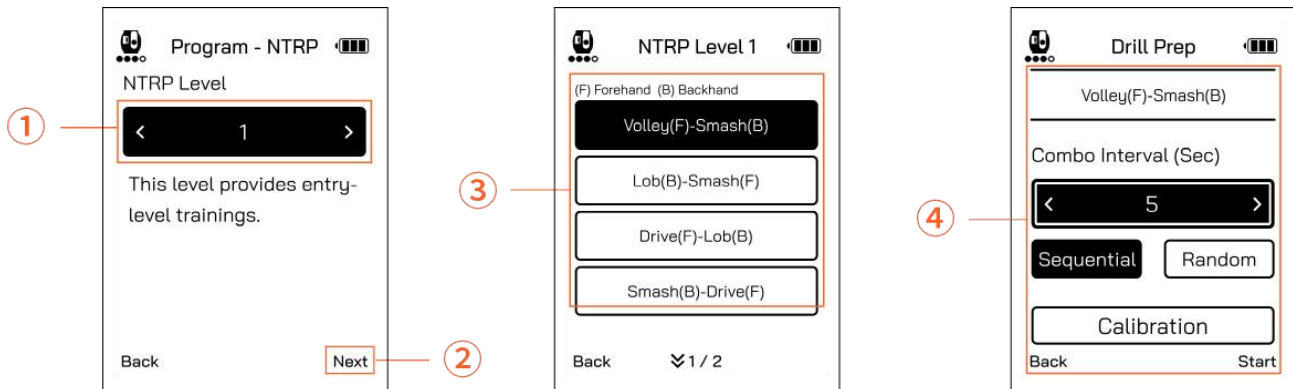 Program - NTRP
NTRP Level
①
< 1 >
This level provides entry-
level trainings.
Back
Next
②
NTRP Level 1
(F) Forehand (B) Backhand
Volley(F)-Smash(B)
③
Lob(B)-Smash(F)
Drive(F)-Lob(B)
Smash(B)-Drive(F)
Back
1 / 2
Drill Prep
Volley(F)-Smash(B)
Combo Interval (Sec)
④
< 5 >
Sequential
Random
Calibration
Back
Start